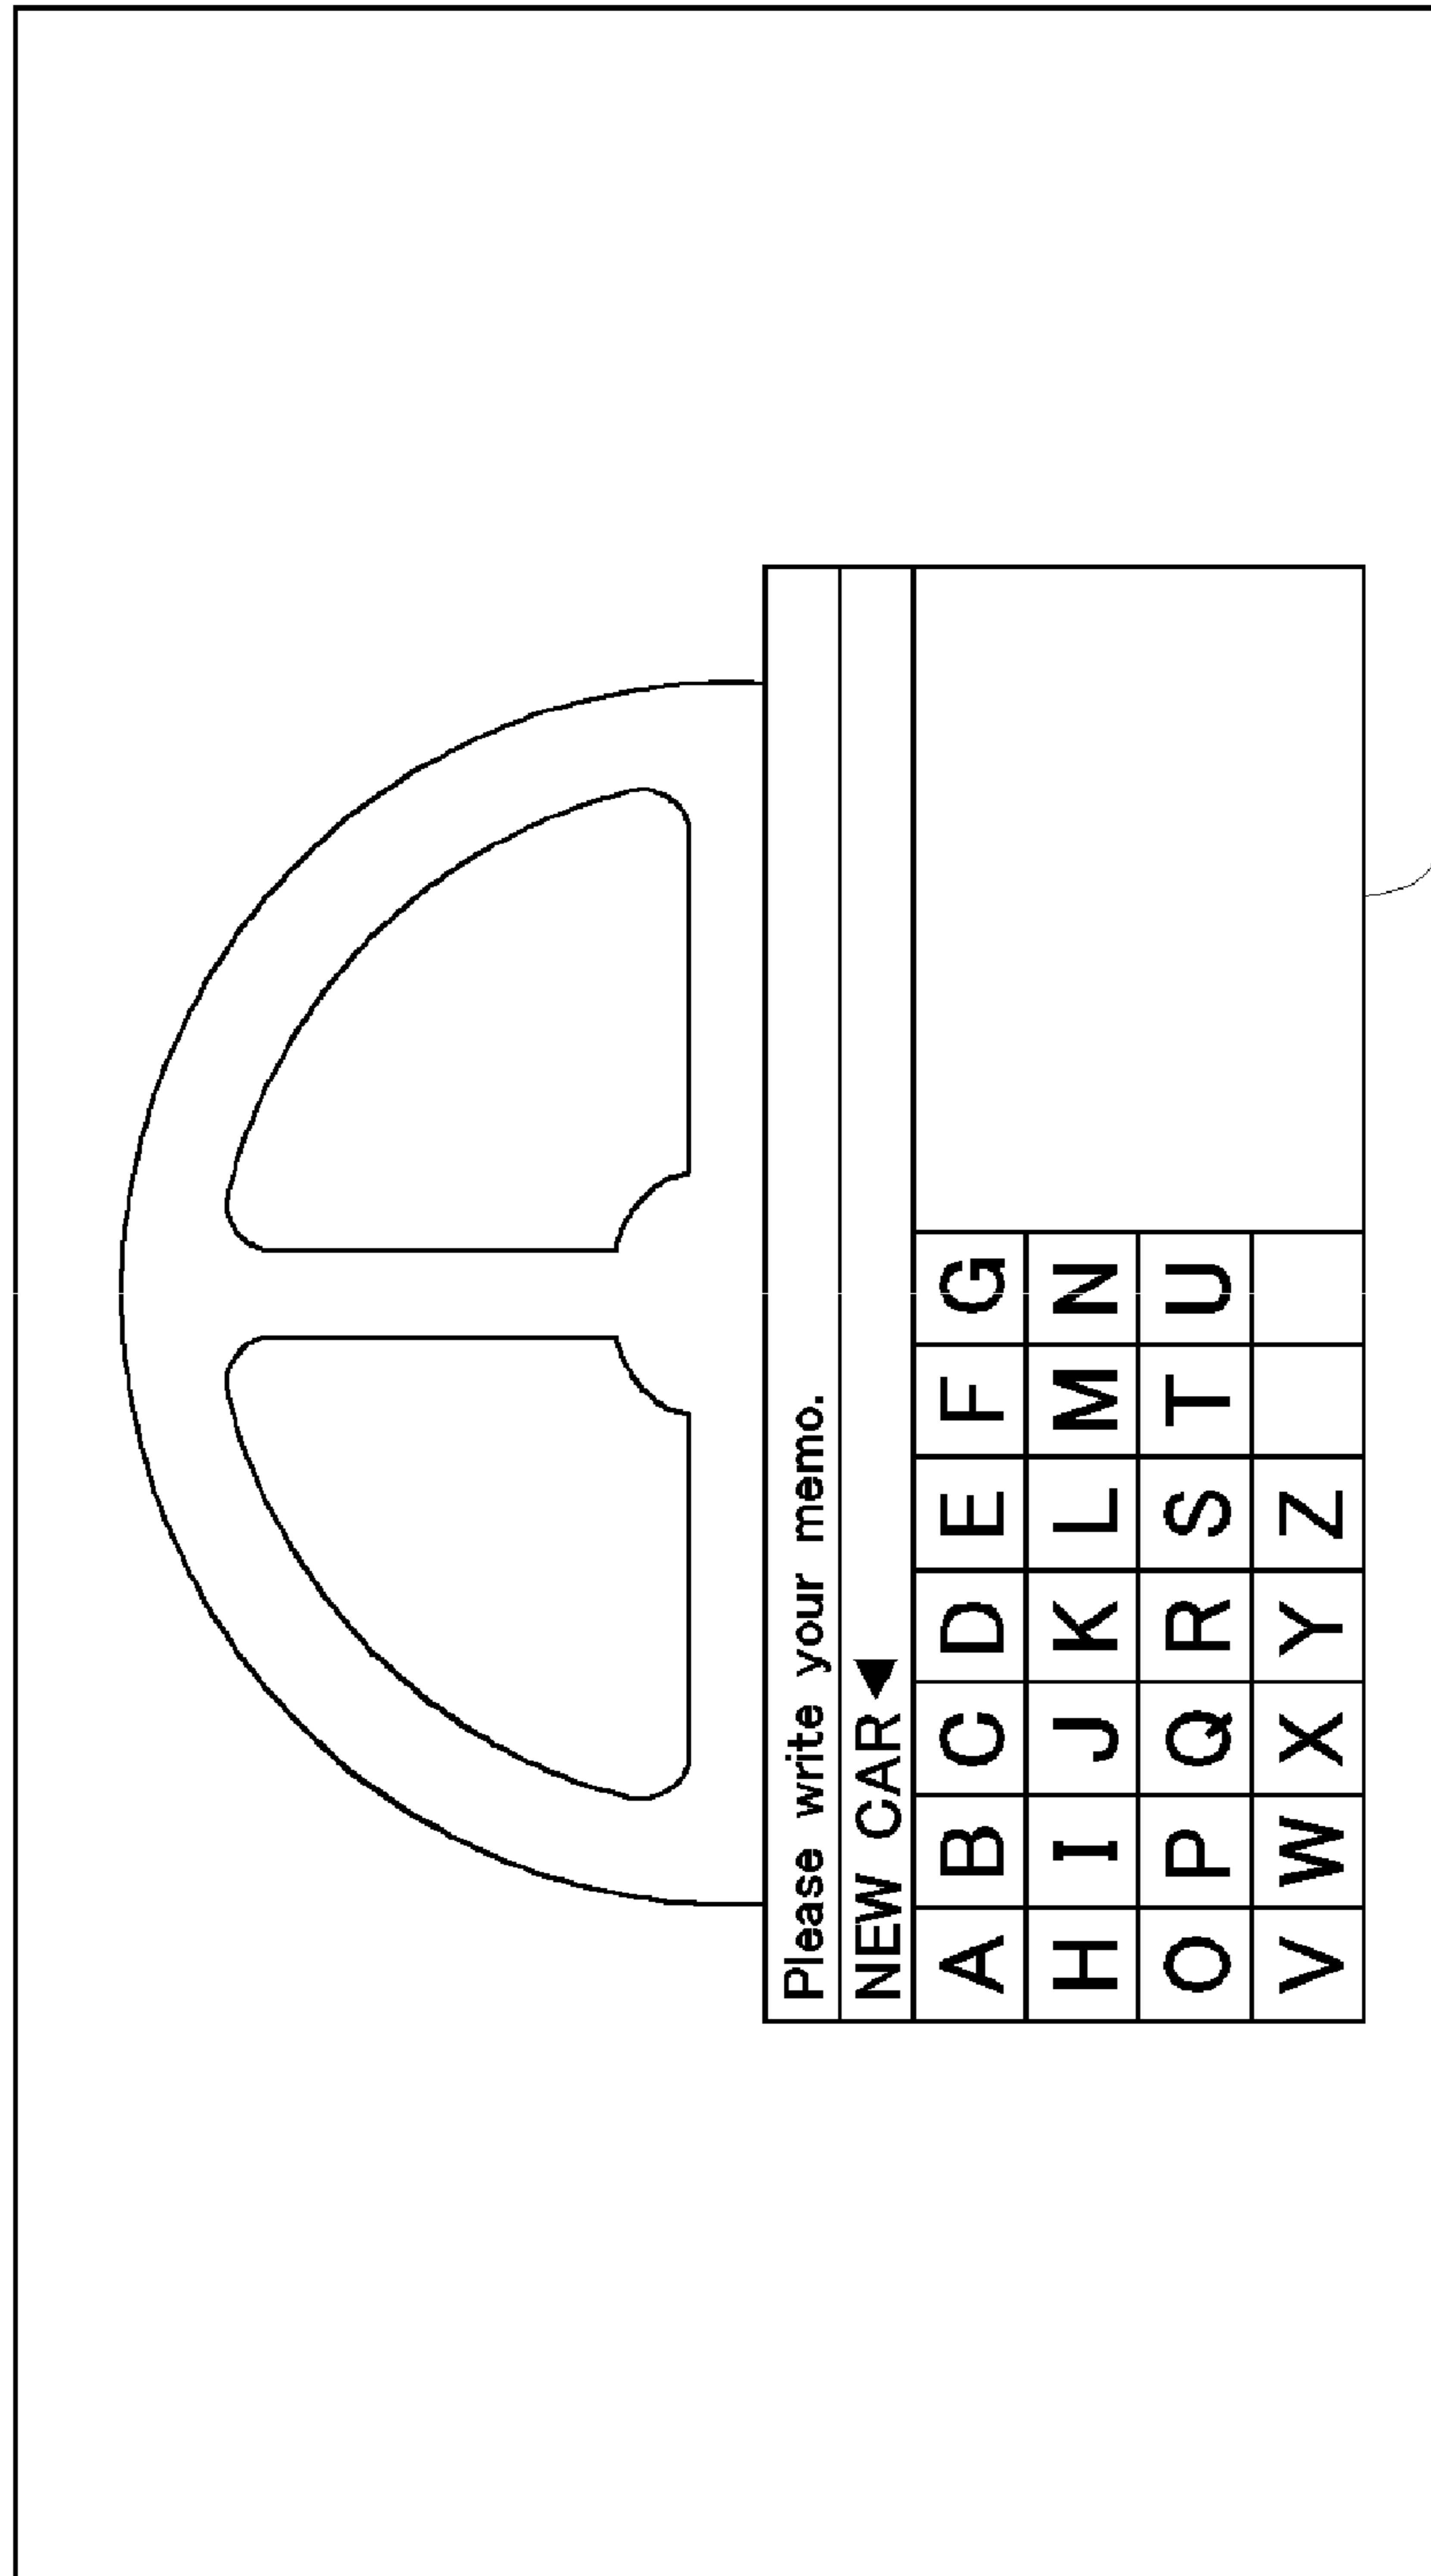 Please write your memo.
NEW CAR◀
A B C D E F G
H I J K L M N
O P Q R S T U
V W X Y Z